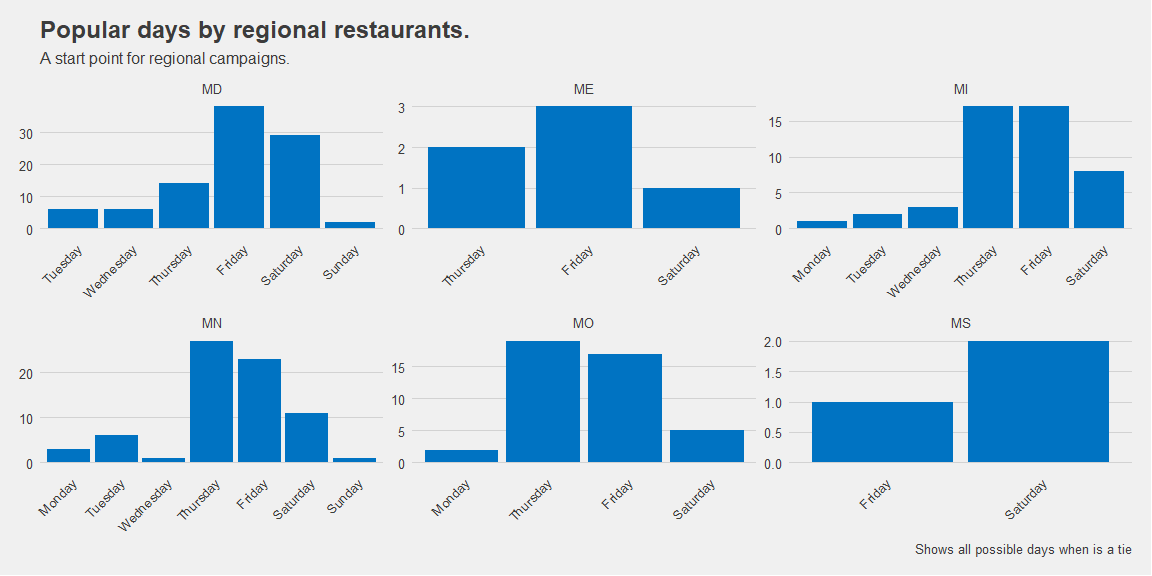 Popular days by regional restaurants.
A start point for regional campaigns.
MD
30
20
10
0
Tuesday
Wednesday
Thursday
Friday
Saturday
Sunday
ME
3
2
1
0
Thursday
Friday
Saturday
MI
15
10
5
0
Monday
Tuesday
Wednesday
Thursday
Friday
Saturday
MN
20
10
0
Monday
Tuesday
Wednesday
Thursday
Friday
Saturday
Sunday
MO
15
10
5
0
Monday
Thursday
Friday
Saturday
MS
2.0
1.5
1.0
0.5
0.0
Friday
Saturday
Shows all possible days when is a tie